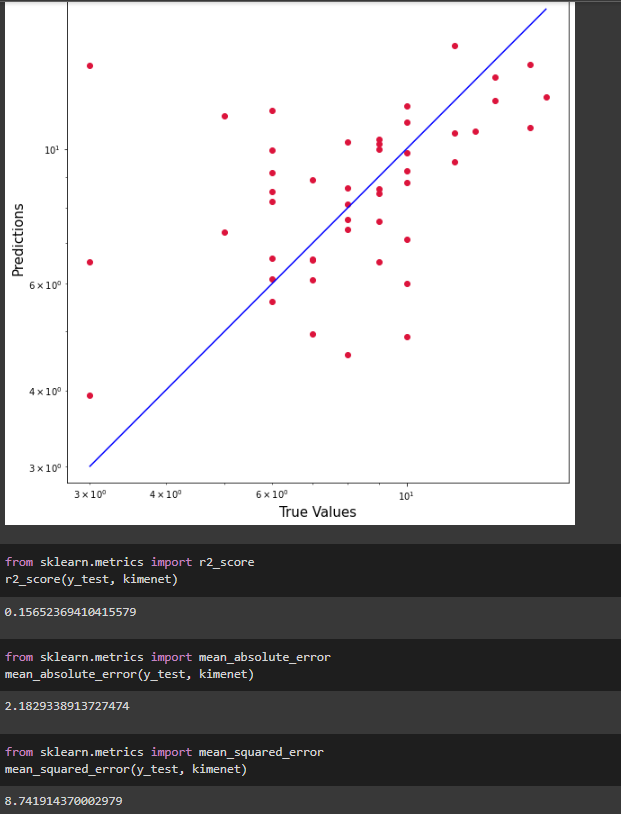 10¹
Predictions
6 × 10⁰
4 × 10⁰
3 × 10⁰
3 × 10⁰ 4 × 10⁰ 6 × 10⁰ 10¹
True Values
from sklearn.metrics import r2_score
r2_score(y_test, kimenet)
0.15652369410415579
from sklearn.metrics import mean_absolute_error
mean_absolute_error(y_test, kimenet)
2.1829338913727474
from sklearn.metrics import mean_squared_error
mean_squared_error(y_test, kimenet)
8.741914370002979